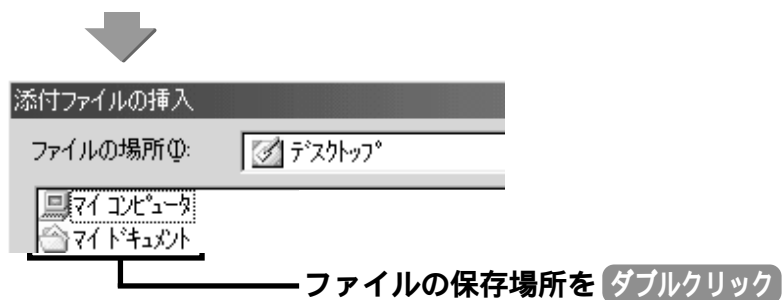 添付ファイルの挿入
ファイルの場所(I): デスクトップ
マイ コンピュータ
マイ ドキュメント
ファイルの保存場所を ダブルクリック